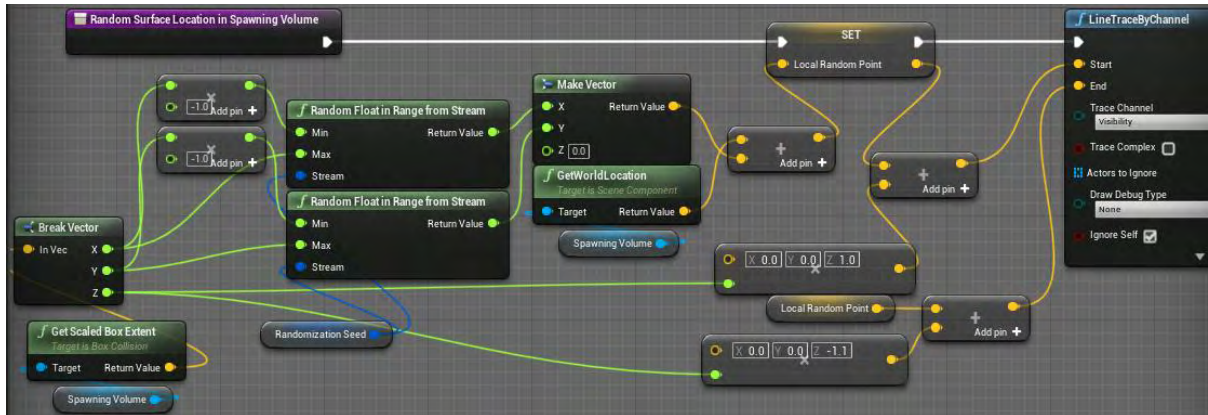 Random Surface Location in Spawning Volume
SET
Local Random Point
LineTraceByChannel
Start
End
Trace Channel
Visibility
Trace Complex
Actors to Ignore
Draw Debug Type
None
Ignore Self
-1.0 Add pin +
-1.0 Add pin +
f Random Float in Range from Stream
Min Return Value
Max
Stream
f Random Float in Range from Stream
Min Return Value
Max
Stream
Make Vector
X Return Value
Y
Z 0.0
f GetWorldLocation
Target is Scene Component
Target Return Value
Spawning Volume
+
Add pin +
+
Add pin +
Break Vector
In Vec X
Y
Z
f Get Scaled Box Extent
Target is Box Collision
Target Return Value
Spawning Volume
Randomization Seed
X 0.0 Y 0.0 Z 1.0
Local Random Point
+
Add pin +
X 0.0 Y 0.0 Z -1.1